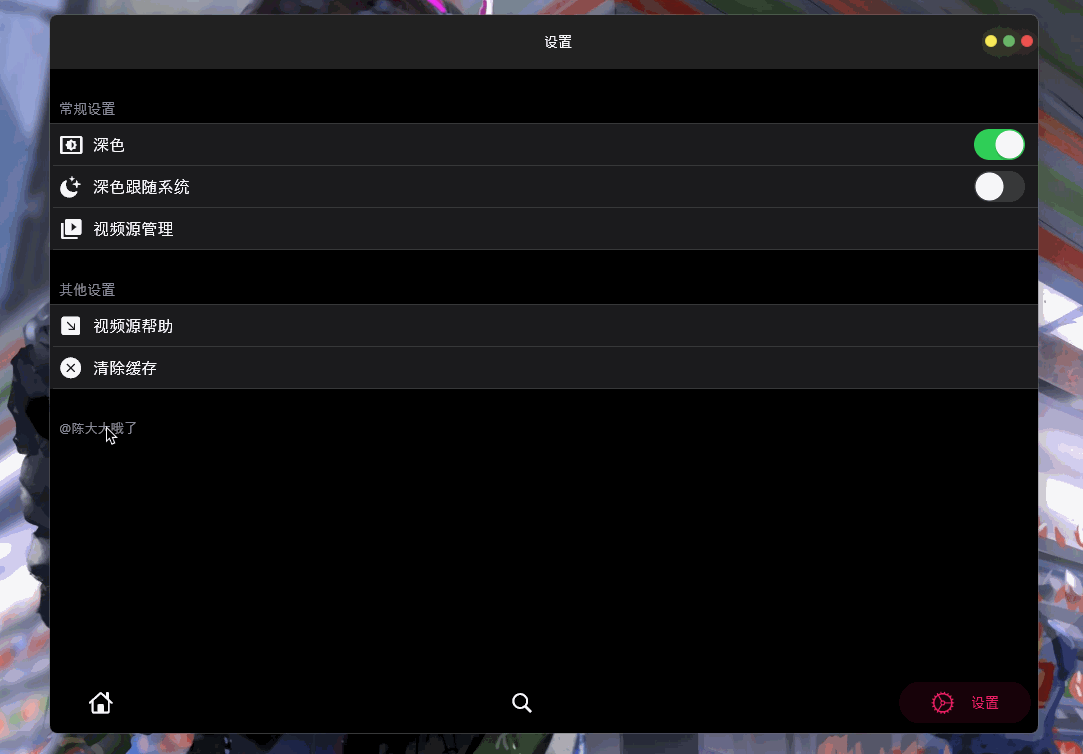 设置
常规设置
深色
深色跟随系统
视频源管理
其他设置
视频源帮助
清除缓存
@陈大大哦了
设置